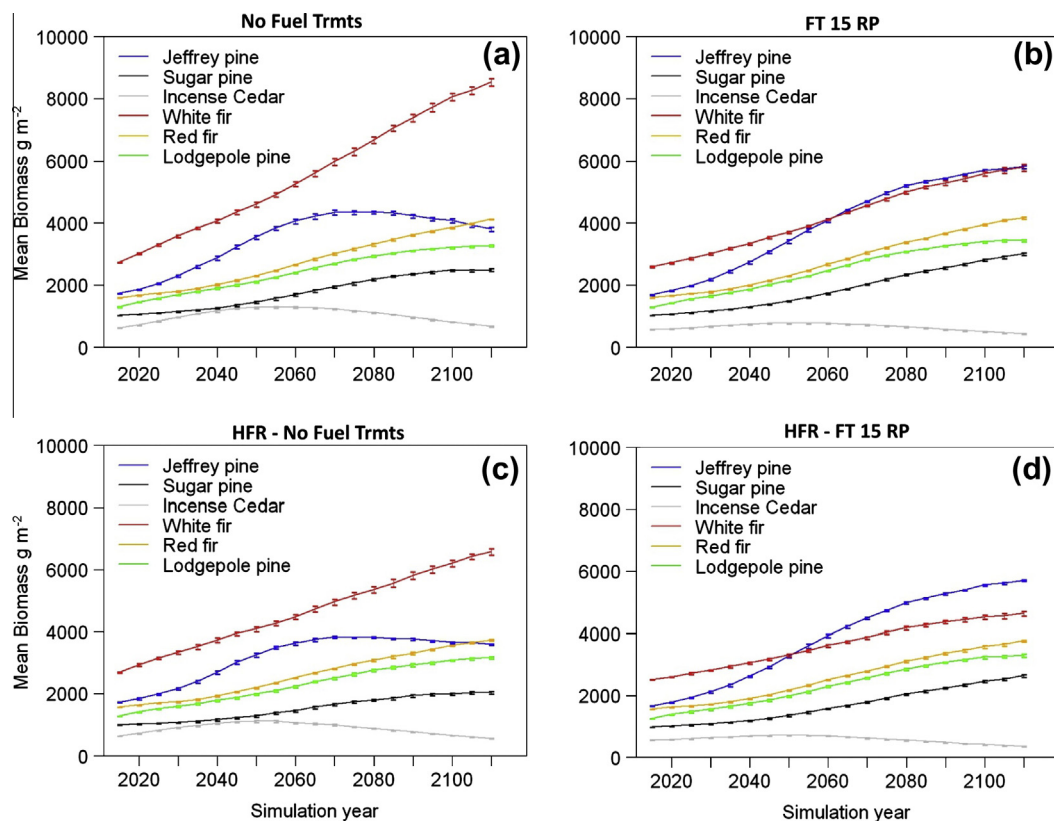 No Fuel Trmts
(a)
Mean Biomass g m-2
10000
8000
6000
4000
2000
0
Jeffrey pine
Sugar pine
Incense Cedar
White fir
Red fir
Lodgepole pine
2020 2040 2060 2080 2100
FT 15 RP
(b)
10000
8000
6000
4000
2000
0
Jeffrey pine
Sugar pine
Incense Cedar
White fir
Red fir
Lodgepole pine
2020 2040 2060 2080 2100
HFR - No Fuel Trmts
(c)
Mean Biomass g m-2
10000
8000
6000
4000
2000
0
Jeffrey pine
Sugar pine
Incense Cedar
White fir
Red fir
Lodgepole pine
2020 2040 2060 2080 2100
Simulation year
HFR - FT 15 RP
(d)
10000
8000
6000
4000
2000
0
Jeffrey pine
Sugar pine
Incense Cedar
White fir
Red fir
Lodgepole pine
2020 2040 2060 2080 2100
Simulation year